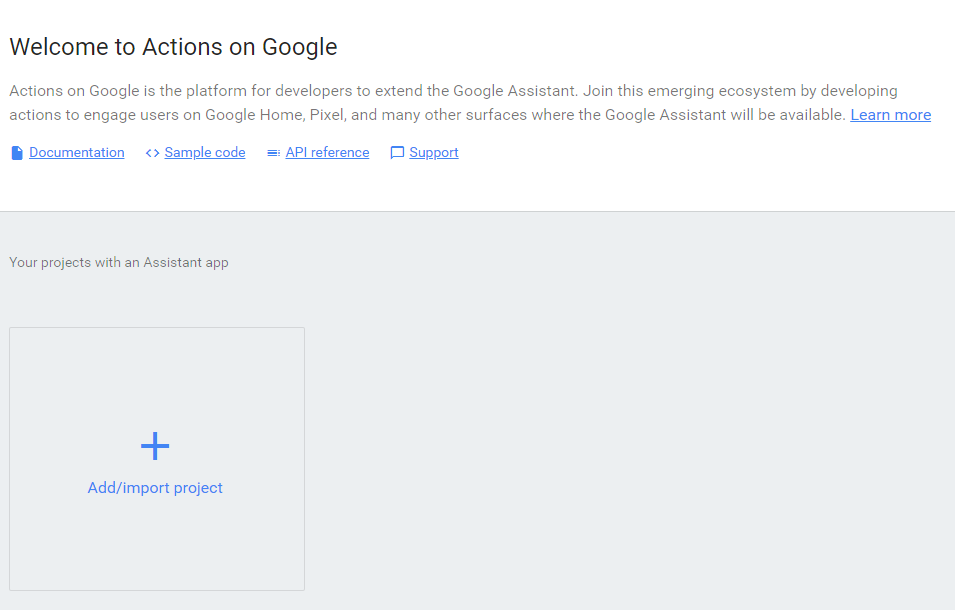 Welcome to Actions on Google
Actions on Google is the platform for developers to extend the Google Assistant. Join this emerging ecosystem by developing
actions to engage users on Google Home, Pixel, and many other surfaces where the Google Assistant will be available. Learn more
Documentation Sample code API reference Support
Your projects with an Assistant app
Add/import project